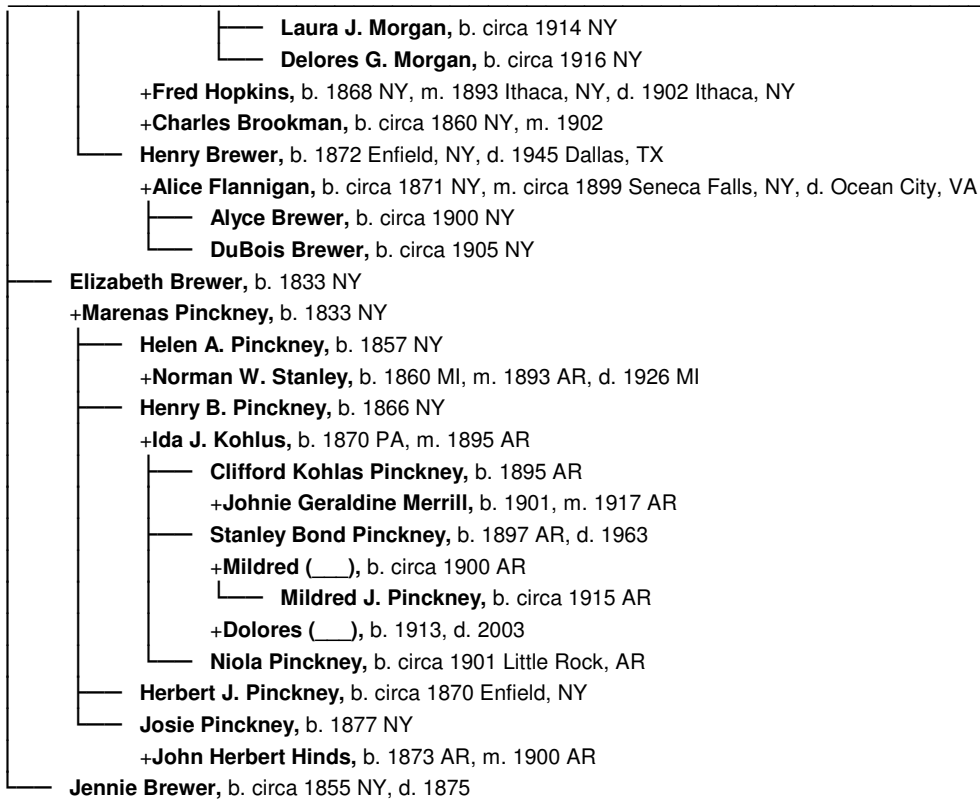 Laura J. Morgan, b. circa 1914 NY
Delores G. Morgan, b. circa 1916 NY
+Fred Hopkins, b. 1868 NY, m. 1893 Ithaca, NY, d. 1902 Ithaca, NY
+Charles Brookman, b. circa 1860 NY, m. 1902
Henry Brewer, b. 1872 Enfield, NY, d. 1945 Dallas, TX
+Alice Flannigan, b. circa 1871 NY, m. circa 1899 Seneca Falls, NY, d. Ocean City, VA
Alyce Brewer, b. circa 1900 NY
DuBois Brewer, b. circa 1905 NY
Elizabeth Brewer, b. 1833 NY
+Marenas Pinckney, b. 1833 NY
Helen A. Pinckney, b. 1857 NY
+Norman W. Stanley, b. 1860 MI, m. 1893 AR, d. 1926 MI
Henry B. Pinckney, b. 1866 NY
+Ida J. Kohlus, b. 1870 PA, m. 1895 AR
Clifford Kohlas Pinckney, b. 1895 AR
+Johnie Geraldine Merrill, b. 1901, m. 1917 AR
Stanley Bond Pinckney, b. 1897 AR, d. 1963
+Mildred (___), b. circa 1900 AR
Mildred J. Pinckney, b. circa 1915 AR
+Dolores (___), b. 1913, d. 2003
Niola Pinckney, b. circa 1901 Little Rock, AR
Herbert J. Pinckney, b. circa 1870 Enfield, NY
Josie Pinckney, b. 1877 NY
+John Herbert Hinds, b. 1873 AR, m. 1900 AR
Jennie Brewer, b. circa 1855 NY, d. 1875